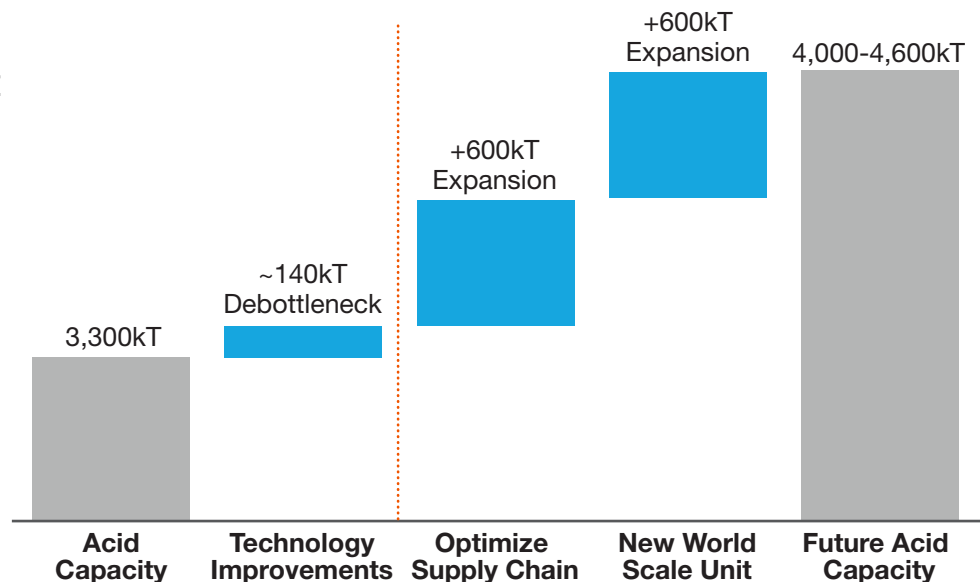 3,300kT
~140kT
Debottleneck
+600kT
Expansion
+600kT
Expansion
4,000-4,600kT
Acid
Capacity
Technology
Improvements
Optimize
Supply Chain
New World
Scale Unit
Future Acid
Capacity